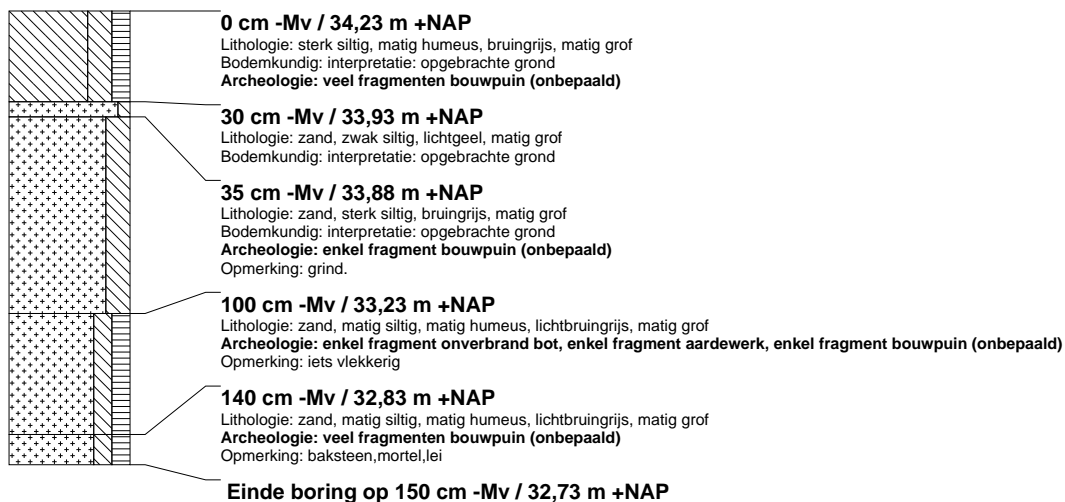 0 cm -Mv / 34,23 m +NAP
Lithologie: sterk siltig, matig humeus, bruingrijs, matig grof
Bodemkundig: interpretatie: opgebrachte grond
Archeologie: veel fragmenten bouwpuin (onbepaald)
30 cm -Mv / 33,93 m +NAP
Lithologie: zand, zwak siltig, lichtgeel, matig grof
Bodemkundig: interpretatie: opgebrachte grond
35 cm -Mv / 33,88 m +NAP
Lithologie: zand, sterk siltig, bruingrijs, matig grof
Bodemkundig: interpretatie: opgebrachte grond
Archeologie: enkel fragment bouwpuin (onbepaald)
Opmerking: grind.
100 cm -Mv / 33,23 m +NAP
Lithologie: zand, matig siltig, matig humeus, lichtbruingrijs, matig grof
Archeologie: enkel fragment onverbrand bot, enkel fragment aardewerk, enkel fragment bouwpuin (onbepaald)
Opmerking: iets vlekkerig
140 cm -Mv / 32,83 m +NAP
Lithologie: zand, matig siltig, matig humeus, lichtbruingrijs, matig grof
Archeologie: veel fragmenten bouwpuin (onbepaald)
Opmerking: baksteen,mortel,lei
Einde boring op 150 cm -Mv / 32,73 m +NAP